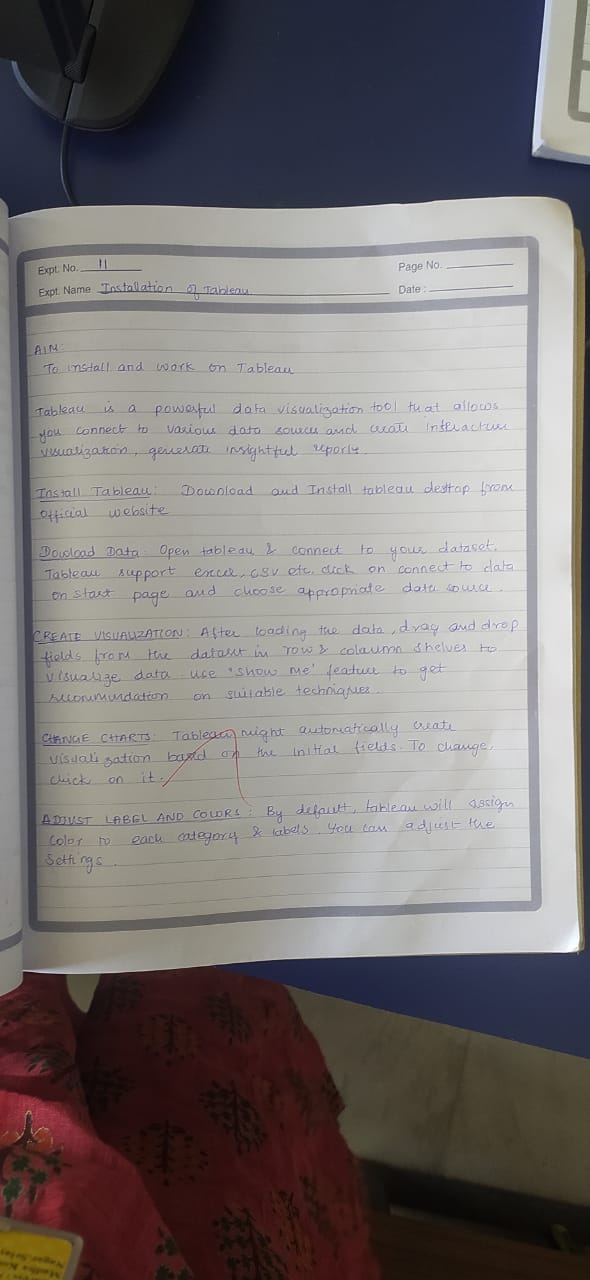 Expt. No. 11
Page No.
Expt. Name Installation of Tableau
Date :
AIM:
To install and work on Tableau
Tableau is a powerful data visualization tool that allows
you connect to various data sources and create interactive
visualization, generate insightful reports.
Install Tableau: Download and Install tableau desttop from
official website
Dowload Data: Open tableau & connect to your dataset.
Tableau support excel, CSV etc. click on connect to data
on start page and choose appropriate data source.
CREATE VISUALIZATION: After loading the data, drag and drop
fields from the dataset in row & colaumn shelves to
visualize data. use 'show me' feature to get
recommendation on suitable techniques.
CHANGE CHARTS: Tableau might automatically create
visualization based on the initial fields. To change,
click on it.
ADJUST LABEL AND COLORS: By default, tableau will assign
color to each category & labels. You can adjust the
settings.